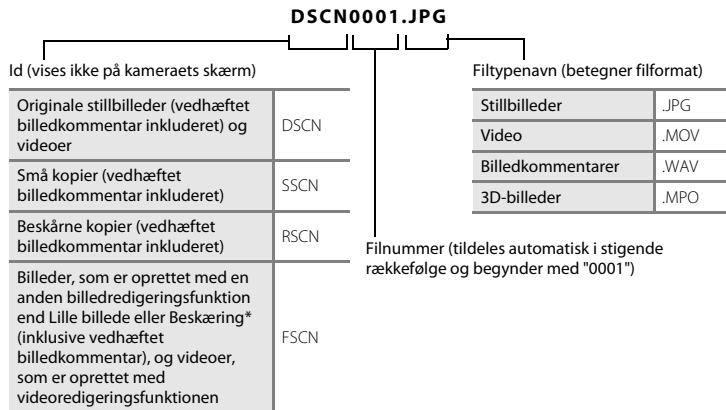 DSCN0001.JPG
Id (vises ikke på kameraets skærm)
Originale stillbilleder (vedhæftet
billedkommentar inkluderet) og
videoer
DSCN
Små kopier (vedhæftet
billedkommentar inkluderet)
SSCN
Beskårne kopier (vedhæftet
billedkommentar inkluderet)
RSCN
Billeder, som er oprettet med en
anden billedredigeringsfunktion
end Lille billede eller Beskæring*
(inklusive vedhæftet
billedkommentar), og videoer,
som er oprettet med
videoredigeringsfunktionen
FSCN
Filtypenavn (betegner filformat)
Stillbilleder .JPG
Video .MOV
Billedkommentarer .WAV
3D-billeder .MPO
Filnummer (tildeles automatisk i stigende
rækkefølge og begynder med "0001")